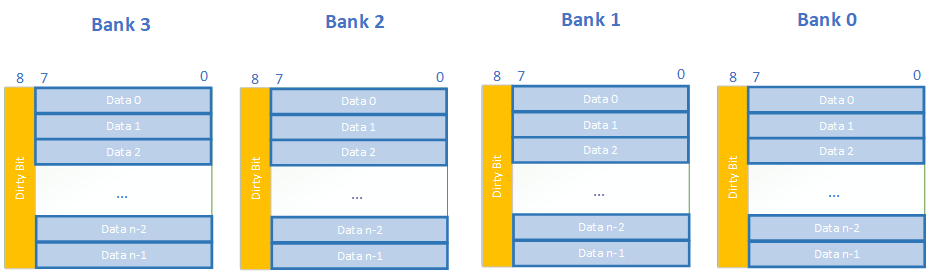 Bank 3
Bank 2
Bank 1
Bank 0
8 7 0
8 7 0
8 7 0
8 7 0
Dirty Bit
Data 0
Data 1
Data 2
...
Data n-2
Data n-1
Dirty Bit
Data 0
Data 1
Data 2
...
Data n-2
Data n-1
Dirty Bit
Data 0
Data 1
Data 2
...
Data n-2
Data n-1
Dirty Bit
Data 0
Data 1
Data 2
...
Data n-2
Data n-1